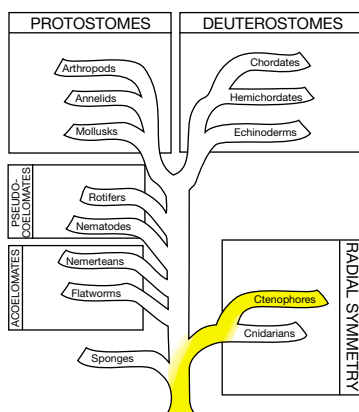 PROTOSTOMES
DEUTEROSTOMES
Arthropods
Annelids
Mollusks
Chordates
Hemichordates
Echinoderms
PSEUDO-
COELOMATES
Rotifers
Nematodes
ACOELOMATES
Nemerteans
Flatworms
Sponges
RADIAL SYMMETRY
Ctenophores
Cnidarians